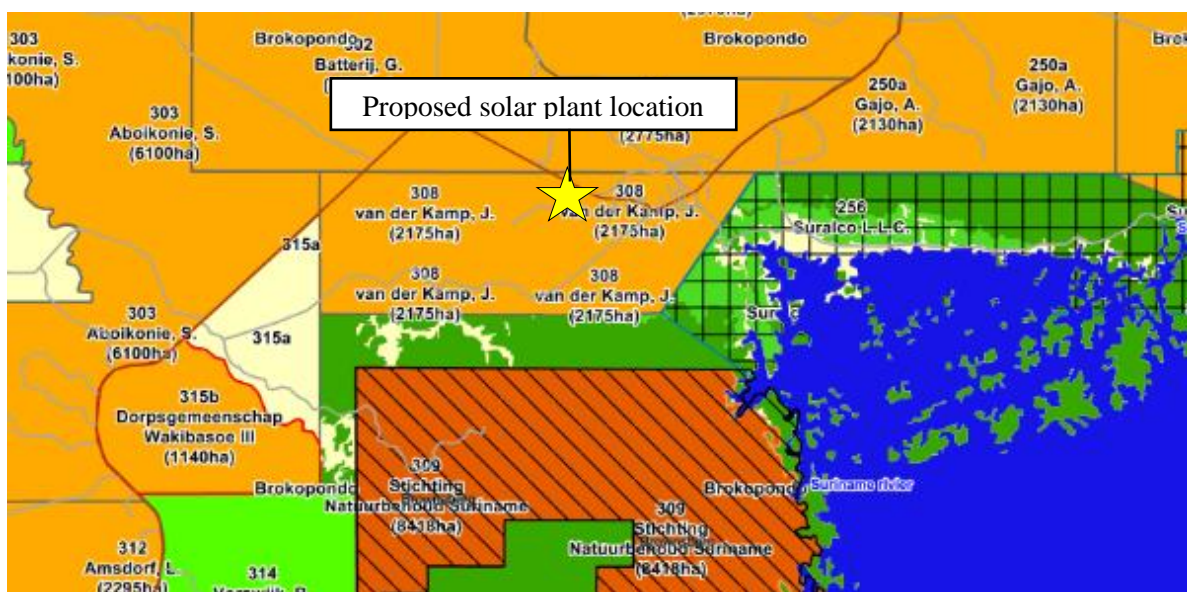 303
Brokopondo
302
Batterij, G.
Brokopondo
303
Aboikonie, S.
(6100ha)
Proposed solar plant location
(2775ha)
250a
Gajo, A.
(2130ha)
250a
Gajo, A.
(2130ha)
308
van der Kamp, J.
(2175ha)
308
van der Kamp, J.
(2175ha)
256
Suralco L.L.C.
315a
308
van der Kamp, J.
(2175ha)
308
van der Kamp, J.
(2175ha)
303
Aboikonie, S.
(6100ha)
315a
315b
Dorpsgemeenschap
Wakibasoe III
(1140ha)
Brokopondo
309
Stichting
Natuurbehoud Suriname
(8418ha)
Brokopondo
Suriname rivier
309
Stichting
Natuurbehoud Suriname
(8418ha)
312
Amsdorf, L.
(2295ha)
314